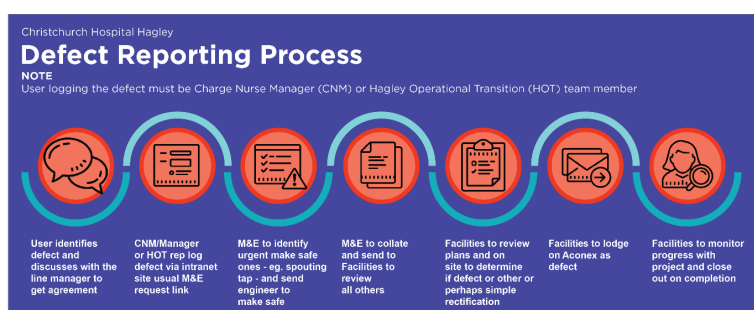 Christchurch Hospital Hagley
Defect Reporting Process
NOTE
User logging the defect must be Charge Nurse Manager (CNM) or Hagley Operational Transition (HOT) team member
User identifies
defect and
discusses with the
line manager to
get agreement
CNM/Manager
or HOT rep log
defect via intranet
site usual M&E
request link
M&E to identify
urgent make safe
ones - eg. spouting
tap - and send
engineer to
make safe
M&E to collate
and send to
Facilities to
review
all others
Facilities to review
plans and on
site to determine
if defect or other or
perhaps simple
rectification
Facilities to lodge
on Aconex as
defect
Facilities to monitor
progress with
project and close
out on completion